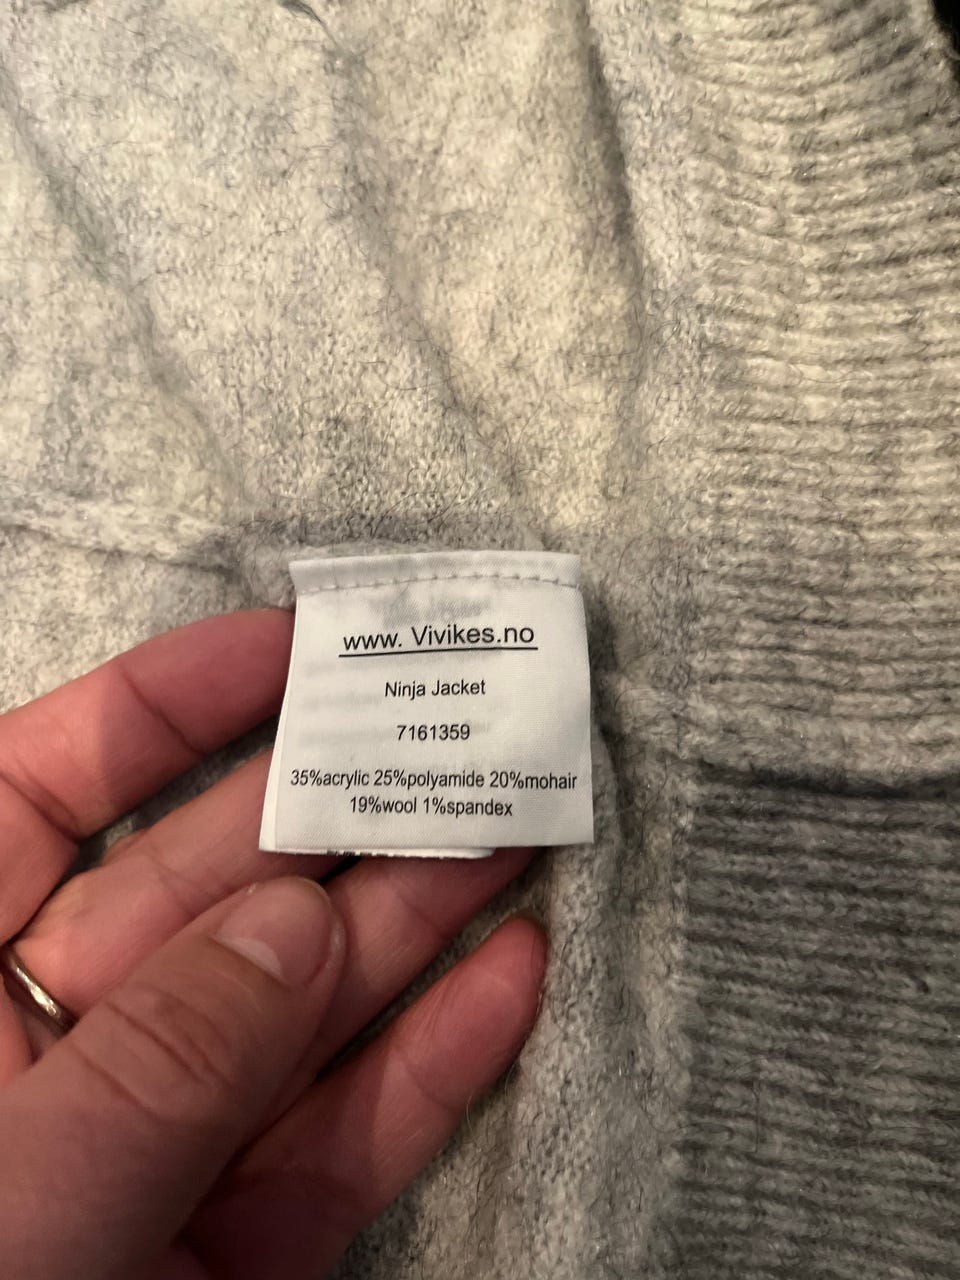 www. Vivikes.no
Ninja Jacket
7161359
35%acrylic 25%polyamide 20%mohair
19%wool 1%spandex